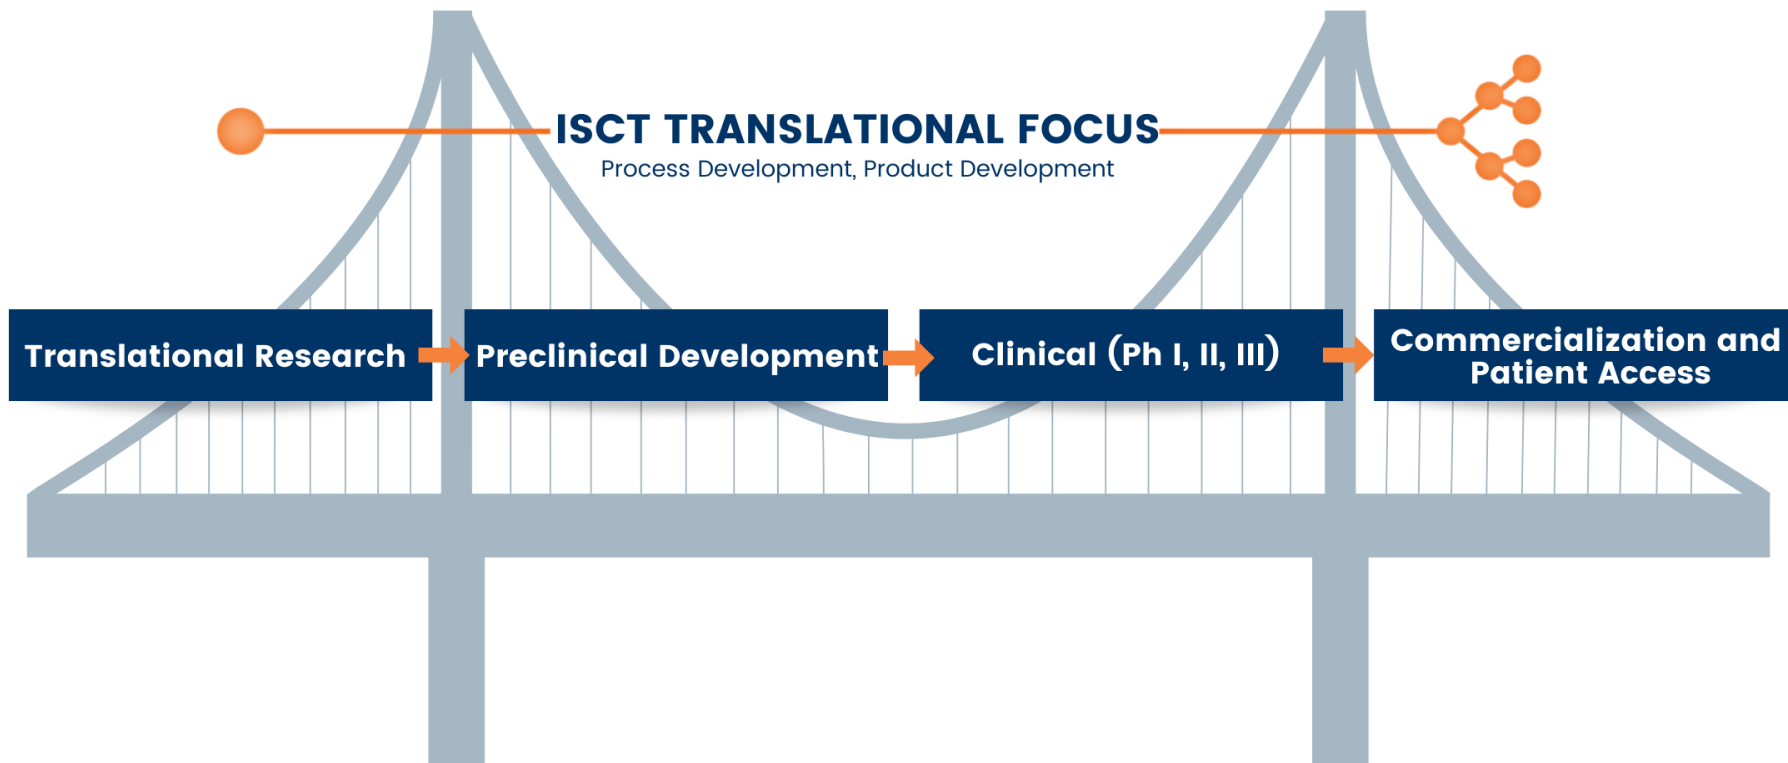 ISCT TRANSLATIONAL FOCUS
Process Development, Product Development
Translational Research
Preclinical Development
Clinical (Ph I, II, III)
Commercialization and
Patient Access